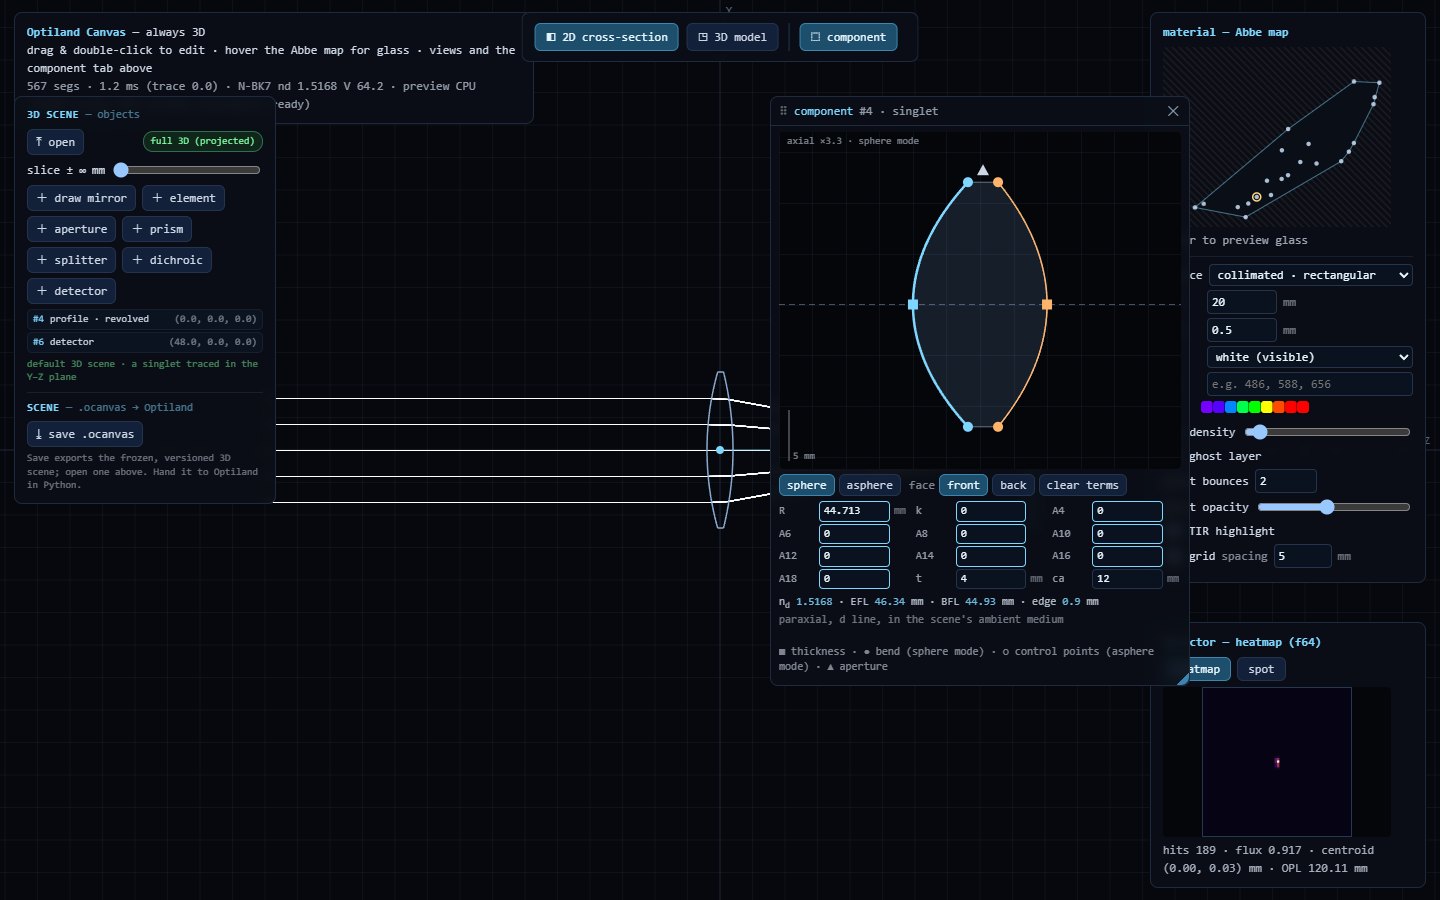 Optiland Canvas — always 3D
drag & double-click to edit · hover the Abbe map for glass · views and the
component tab above
567 segs · 1.2 ms (trace 0.0) · N-BK7 nd 1.5168 V 64.2 · preview CPU
eady)
3D SCENE — objects
open
full 3D (projected)
slice ± ∞ mm
+ draw mirror
+ element
+ aperture
+ prism
+ splitter
+ dichroic
+ detector
#4 profile · revolved (0.0, 0.0, 0.0)
#6 detector (48.0, 0.0, 0.0)
default 3D scene · a singlet traced in the
Y–Z plane
SCENE — .ocanvas → Optiland
save .ocanvas
Save exports the frozen, versioned 3D
scene; open one above. Hand it to Optiland
in Python.
Y
2D cross-section
3D model
component
component #4 · singlet
axial ×3.3 · sphere mode
5 mm
sphere
asphere
face
front
back
clear terms
R 44.713 mm k 0 A4 0
A6 0 A8 0 A10 0
A12 0 A14 0 A16 0
A18 0 t 4 mm ca 12 mm
nd 1.5168 · EFL 46.34 mm · BFL 44.93 mm · edge 0.9 mm
paraxial, d line, in the scene's ambient medium
■ thickness · ● bend (sphere mode) · o control points (asphere
mode) · ▲ aperture
material — Abbe map
r to preview glass
ce collimated · rectangular
20 mm
0.5 mm
white (visible)
e.g. 486, 588, 656
density
Z
ghost layer
t bounces 2
t opacity
TIR highlight
grid spacing 5 mm
ctor — heatmap (f64)
atmap
spot
hits 189 · flux 0.917 · centroid
(0.00, 0.03) mm · OPL 120.11 mm